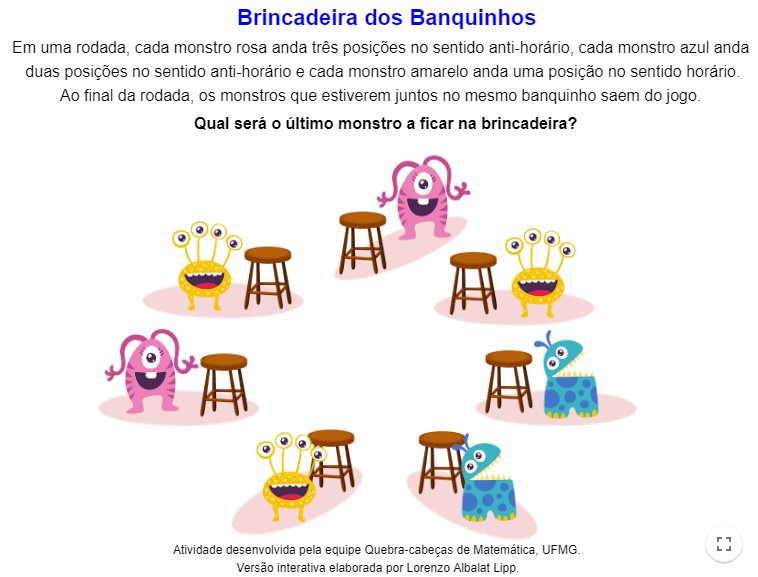 Brincadeira dos Banquinhos
Em uma rodada, cada monstro rosa anda três posições no sentido anti-horário, cada monstro azul anda
duas posições no sentido anti-horário e cada monstro amarelo anda uma posição no sentido horário.
Ao final da rodada, os monstros que estiverem juntos no mesmo banquinho saem do jogo.
Qual será o último monstro a ficar na brincadeira?
Atividade desenvolvida pela equipe Quebra-cabeças de Matemática, UFMG.
Versão interativa elaborada por Lorenzo Albalat Lipp.